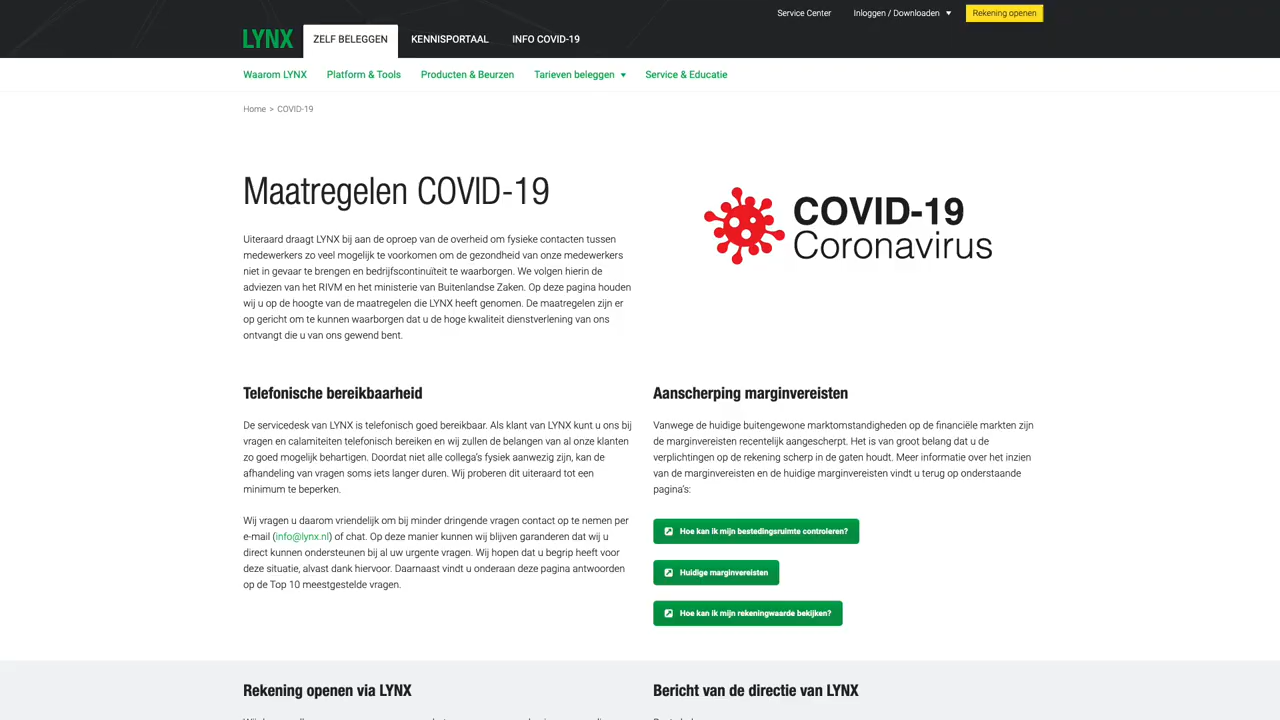 Service Center
Inloggen / Downloaden
Rekening openen
LYNX
ZELF BELEGGEN
KENNISPORTAAL
INFO COVID-19
Waarom LYNX
Platform & Tools
Producten & Beurzen
Tarieven beleggen
Service & Educatie
Home > COVID-19
Maatregelen COVID-19
Uiteraard draagt LYNX bij aan de oproep van de overheid om fysieke contacten tussen
medewerkers zo veel mogelijk te voorkomen om de gezondheid van onze medewerkers
niet in gevaar te brengen en bedrijfscontinuïteit te waarborgen. We volgen hierin de
adviezen van het RIVM en het ministerie van Buitenlandse Zaken. Op deze pagina houden
wij u op de hoogte van de maatregelen die LYNX heeft genomen. De maatregelen zijn er
op gericht om te kunnen waarborgen dat u de hoge kwaliteit dienstverlening van ons
ontvangt die u van ons gewend bent.
COVID-19
Coronavirus
Telefonische bereikbaarheid
De servicedesk van LYNX is telefonisch goed bereikbaar. Als klant van LYNX kunt u ons bij
vragen en calamiteiten telefonisch bereiken en wij zullen de belangen van al onze klanten
zo goed mogelijk behartigen. Doordat niet alle collega's fysiek aanwezig zijn, kan de
afhandeling van vragen soms iets langer duren. Wij proberen dit uiteraard tot een
minimum te beperken.
Wij vragen u daarom vriendelijk om bij minder dringende vragen contact op te nemen per
e-mail (info@lynx.nl) of chat. Op deze manier kunnen wij blijven garanderen dat wij u
direct kunnen ondersteunen bij al uw urgente vragen. Wij hopen dat u begrip heeft voor
deze situatie, alvast dank hiervoor. Daarnaast vindt u onderaan deze pagina antwoorden
op de Top 10 meestgestelde vragen.
Aanscherping marginvereisten
Vanwege de huidige buitengewone marktomstandigheden op de financiële markten zijn
de marginvereisten recentelijk aangescherpt. Het is van groot belang dat u de
verplichtingen op de rekening scherp in de gaten houdt. Meer informatie over het inzien
van de marginvereisten en de huidige marginvereisten vindt u terug op onderstaande
pagina's:
Hoe kan ik mijn bestedingsruimte controleren?
Huidige marginvereisten
Hoe kan ik mijn rekeningwaarde bekijken?
Rekening openen via LYNX
Bericht van de directie van LYNX